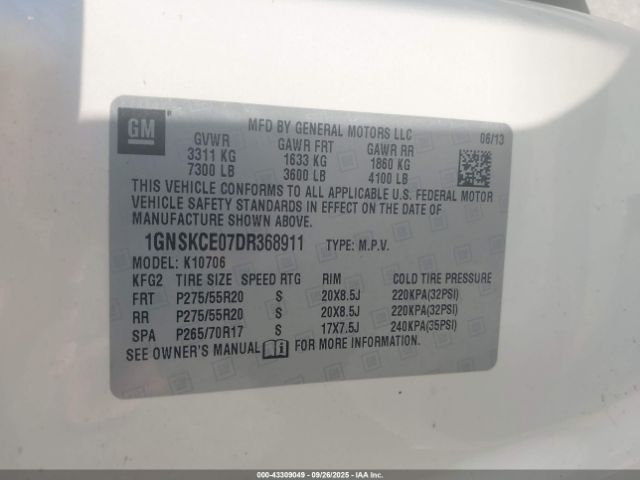 GM
MFD BY GENERAL MOTORS LLC 06/13
GVWR GAWR FRT GAWR RR
3311 KG 1633 KG 1860 KG
7300 LB 3600 LB 4100 LB
THIS VEHICLE CONFORMS TO ALL APPLICABLE U.S. FEDERAL MOTOR
VEHICLE SAFETY STANDARDS IN EFFECT ON THE DATE OF
MANUFACTURE SHOWN ABOVE.
1GNSKCE07DR368911 TYPE: M.P.V.
MODEL: K10706
KFG2 TIRE SIZE SPEED RTG RIM COLD TIRE PRESSURE
FRT P275/55R20 S 20X8.5J 220KPA(32PSI)
RR P275/55R20 S 20X8.5J 220KPA(32PSI)
SPA P265/70R17 S 17X7.5J 240KPA(35PSI)
SEE OWNER'S MANUAL FOR MORE INFORMATION.
000-43309049 - 09/26/2025 - IAAI.com